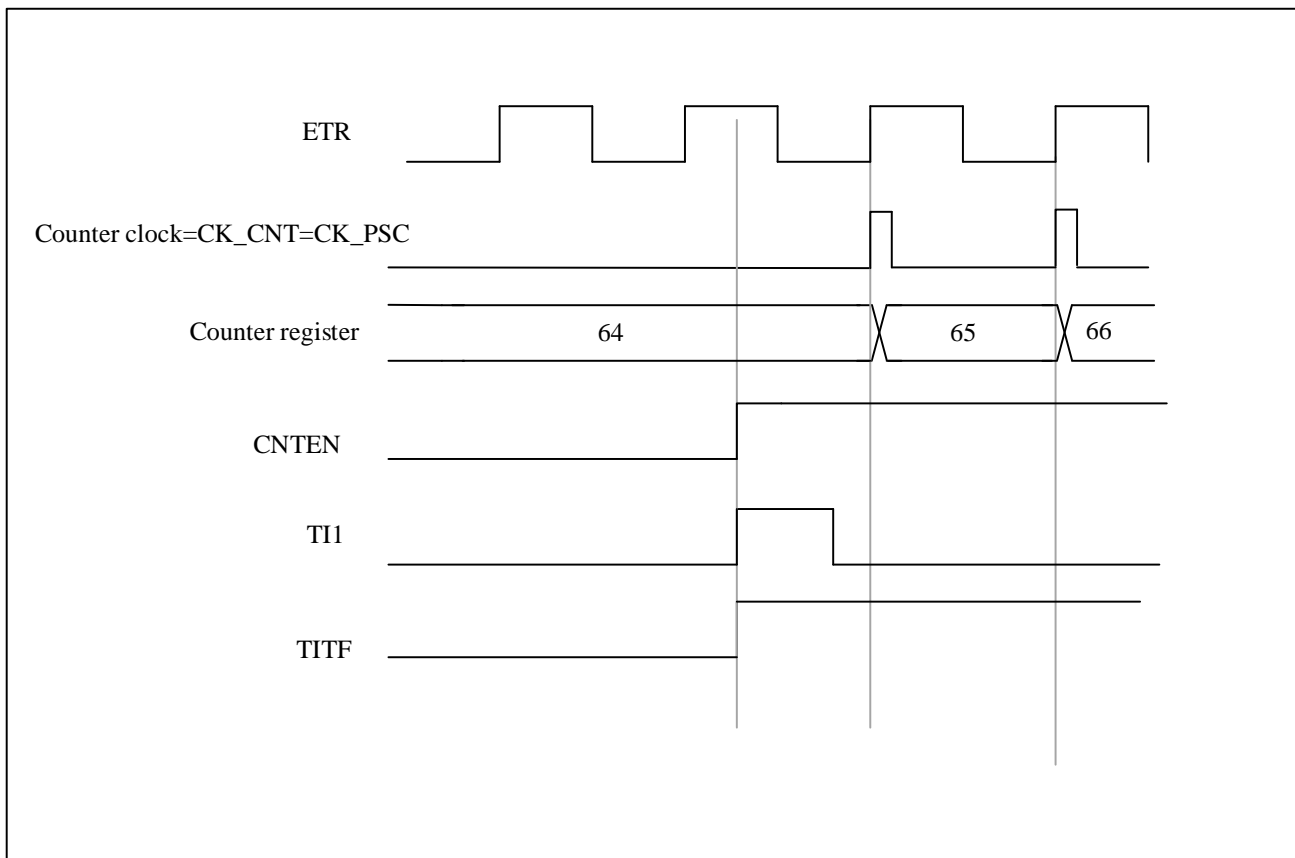 ETR
Counter clock=CK_CNT=CK_PSC
Counter register
64
65
66
CNTEN
TI1
TITF